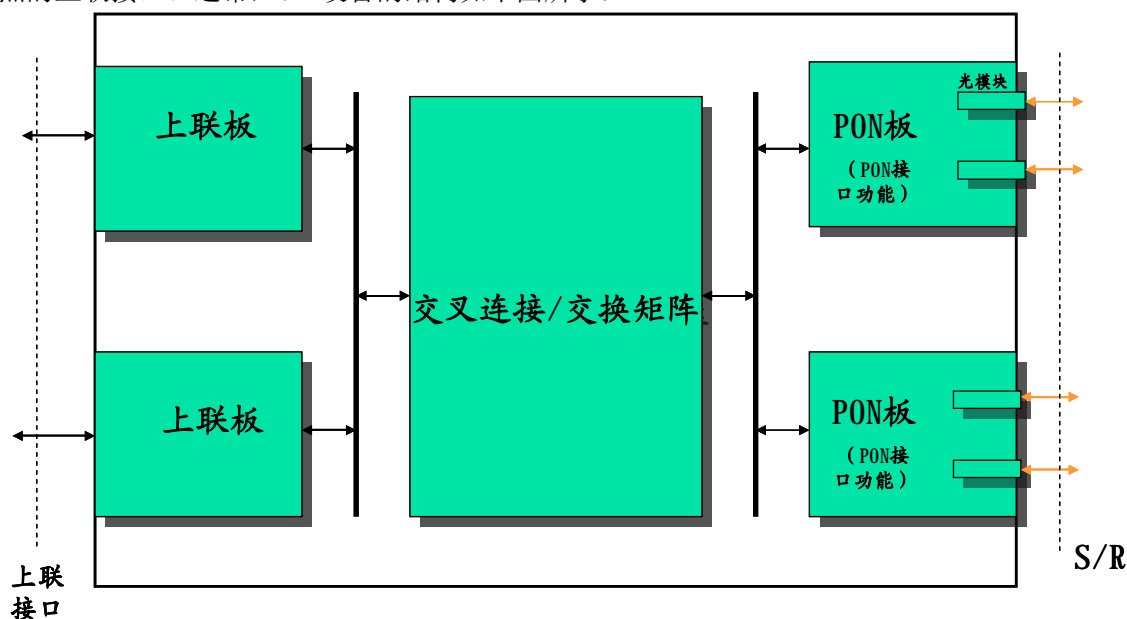 上联板
上联板
交叉连接/交换矩阵
光模块
PON板
(PON接
口功能)
PON板
(PON接
口功能)
上联
接口
S/R